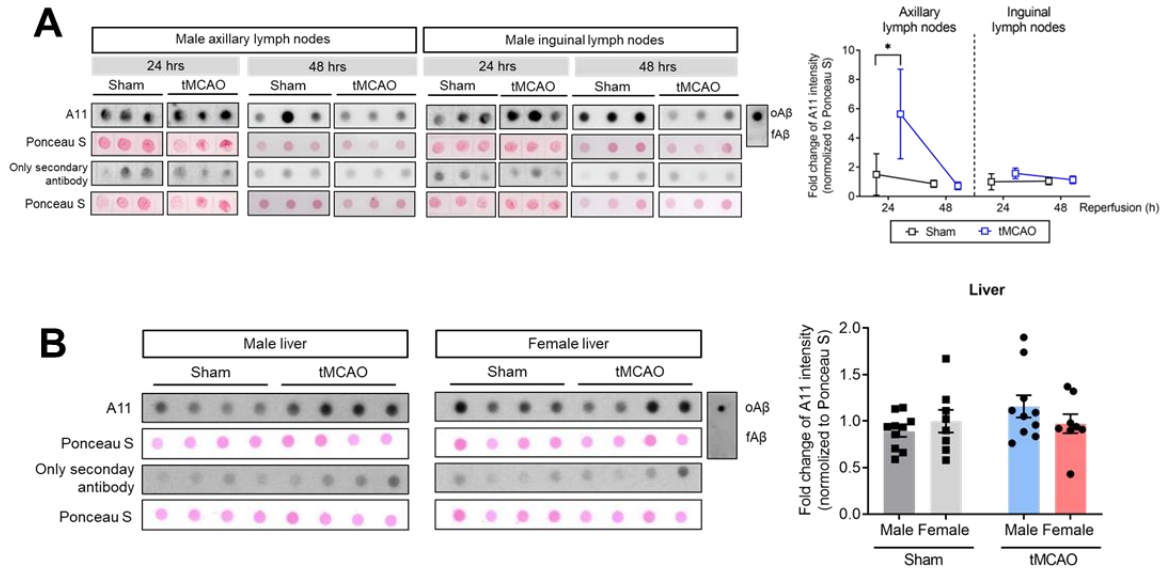 A
Male axillary lymph nodes
Male inguinal lymph nodes
24 hrs
48 hrs
24 hrs
48 hrs
Sham
tMCAO
Sham
tMCAO
Sham
tMCAO
Sham
tMCAO
A11
Ponceau S
Only secondary
antibody
Ponceau S
oAβ
fAβ
Axillary
lymph nodes
Inguinal
lymph nodes
Fold change of A11 intensity
(normolized to Ponceau S)
10
8
6
4
2
0
*
24
48
24
48
Reperfusion (h)
Sham
tMCAO
B
Male liver
Female liver
Sham
tMCAO
Sham
tMCAO
A11
Ponceau S
Only seconday
antibody
Ponceau S
oAβ
fAβ
Liver
Fold change of A11 intensity
(normolized to Ponceau S)
2.0
1.5
1.0
0.5
0.0
Male Female
Male Female
Sham
tMCAO